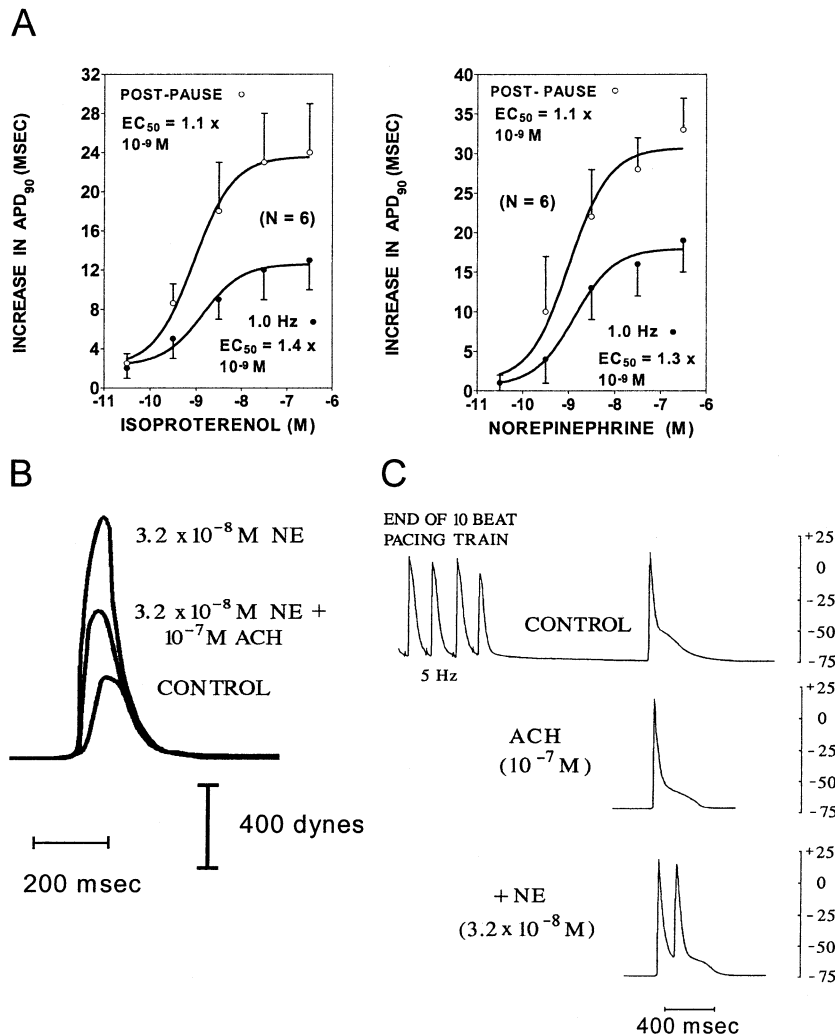 A
INCREASE IN APD90 (MSEC)
32
28
24
20
16
12
8
4
0
POST-PAUSE
EC50 = 1.1 x
10-9 M
(N = 6)
1.0 Hz
EC50 = 1.4 x
10-9 M
-11 -10 -9 -8 -7 -6
ISOPROTERENOL (M)
INCREASE IN APD90 (MSEC)
40
35
30
25
20
15
10
5
0
POST - PAUSE
EC50 = 1.1 x
10-9 M
(N = 6)
1.0 Hz
EC50 = 1.3 x
10-9 M
-11 -10 -9 -8 -7 -6
NOREPINEPHRINE (M)
B
3.2 x 10-8 M NE
3.2 x 10-8 M NE +
10-7 M ACH
CONTROL
400 dynes
200 msec
C
END OF 10 BEAT
PACING TRAIN
5 Hz
CONTROL
+25
0
-25
-50
-75
ACH
(10-7 M)
+25
0
-25
-50
-75
+ NE
(3.2 x 10-8 M)
+25
0
-25
-50
-75
400 msec